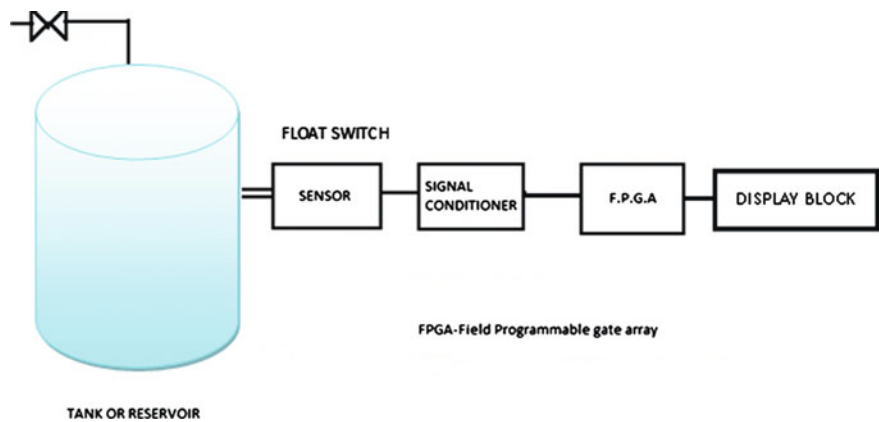 FLOAT SWITCH
SENSOR
SIGNAL
CONDITIONER
F.P.G.A
DISPLAY BLOCK
FPGA-Field Programmable gate array
TANK OR RESERVOIR